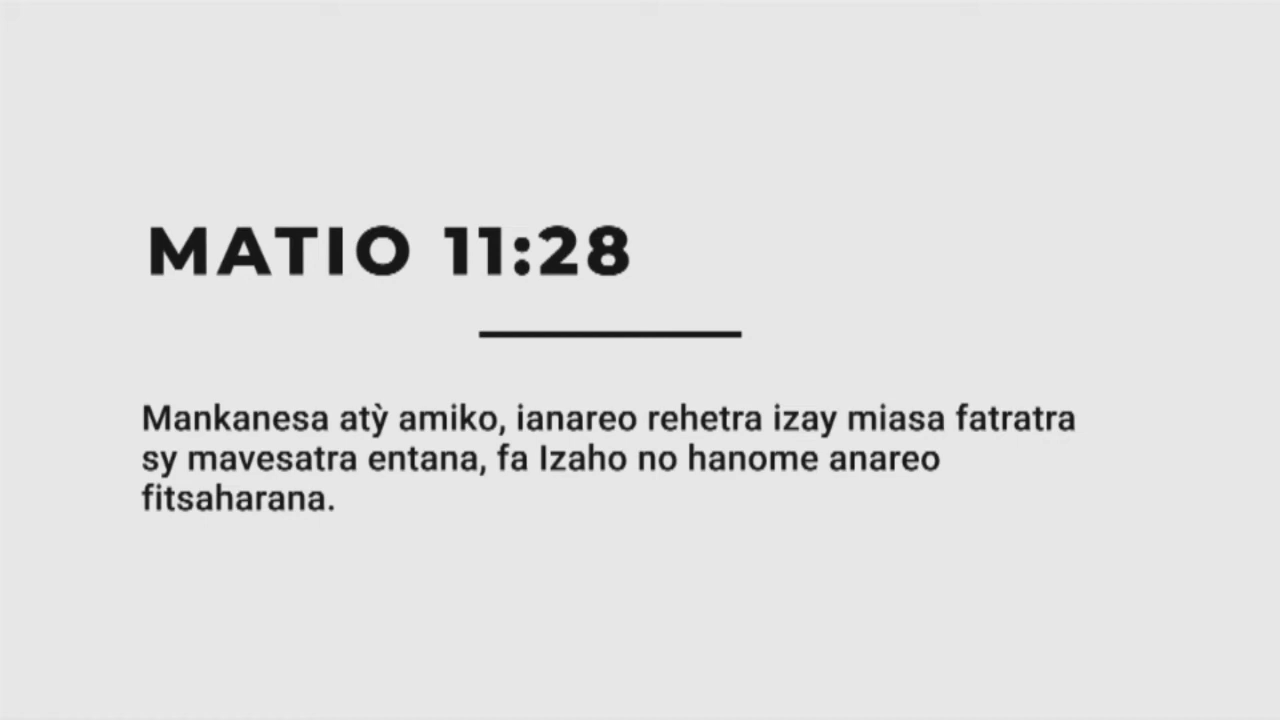 MATIO 11:28
Mankanesa atỳ amiko, ianareo rehetra izay miasa fatratra
sy mavesatra entana, fa Izaho no hanome anareo
fitsaharana.